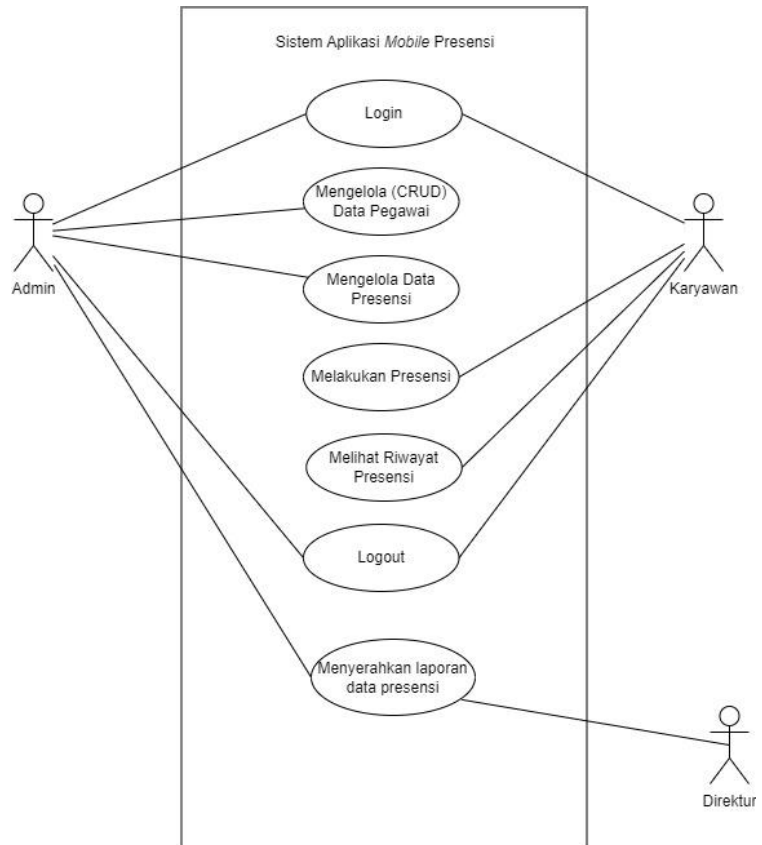 Sistem Aplikasi Mobile Presensi
Login
Mengelola (CRUD)
Data Pegawai
Admin
Karyawan
Mengelola Data
Presensi
Melakukan Presensi
Melihat Riwayat
Presensi
Logout
Menyerahkan laporan
data presensi
Direktur